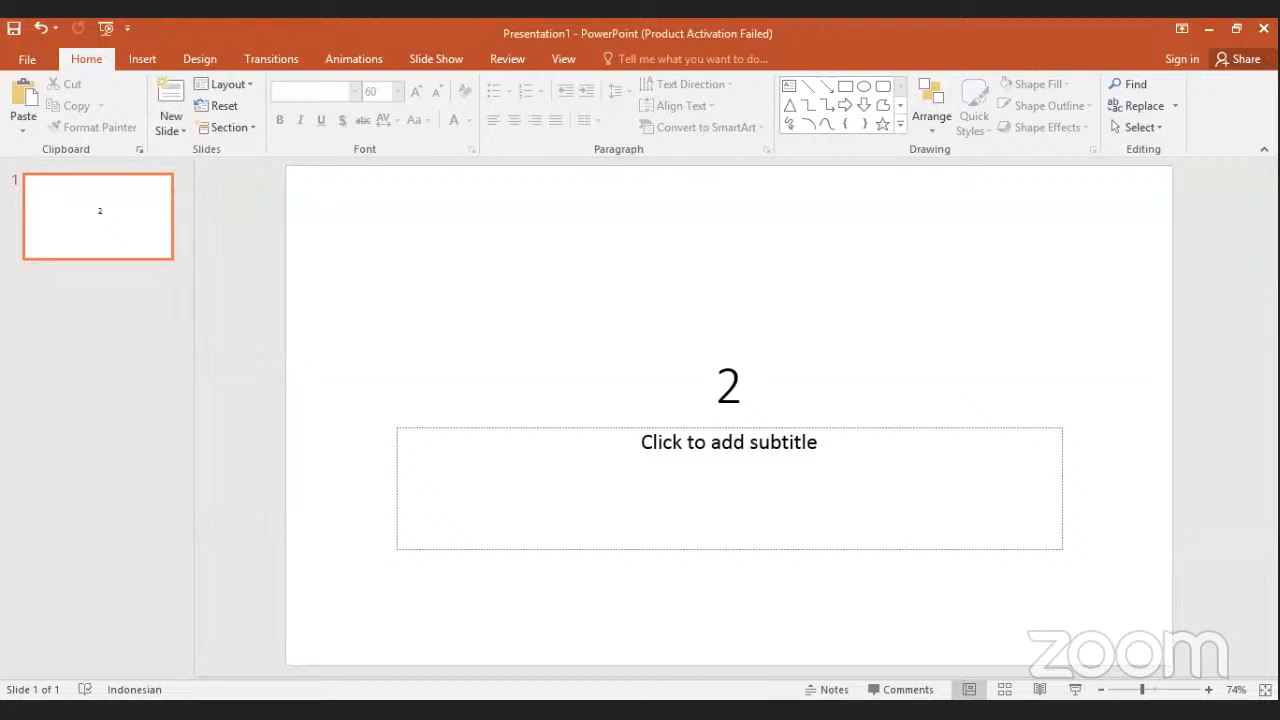 Presentation1 - PowerPoint (Product Activation Failed)
File Home Insert Design Transitions Animations Slide Show Review View Tell me what you want to do... Sign in Share
Paste
Cut
Copy
Format Painter
Clipboard
New Slide
Layout
Reset
Section
Slides
60
B I U S abc AV Aa A
Font
Text Direction
Align Text
Convert to SmartArt
Paragraph
Arrange
Quick Styles
Shape Fill
Shape Outline
Shape Effects
Drawing
Find
Replace
Select
Editing
1
2
2
Click to add subtitle
zoom
Slide 1 of 1 Indonesian Notes Comments 74%